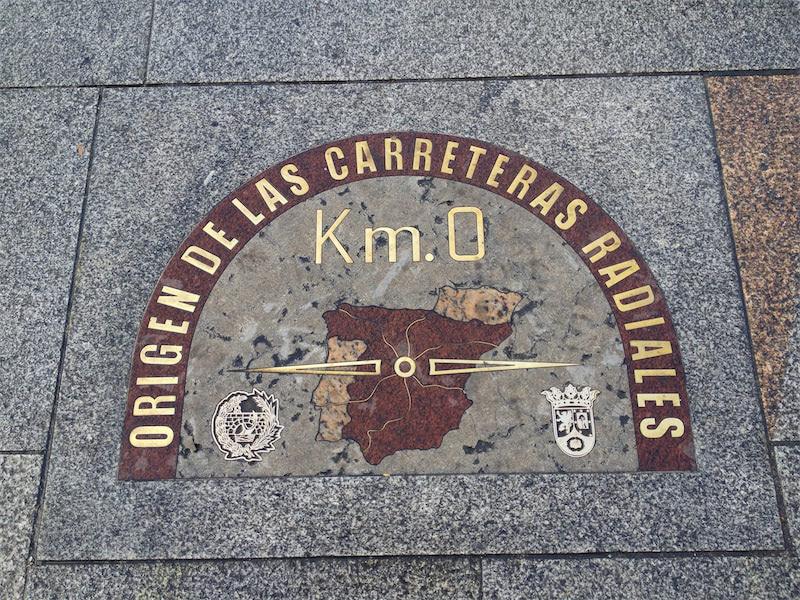 ORIGEN DE LAS CARRETERAS RADIALES
Km. 0